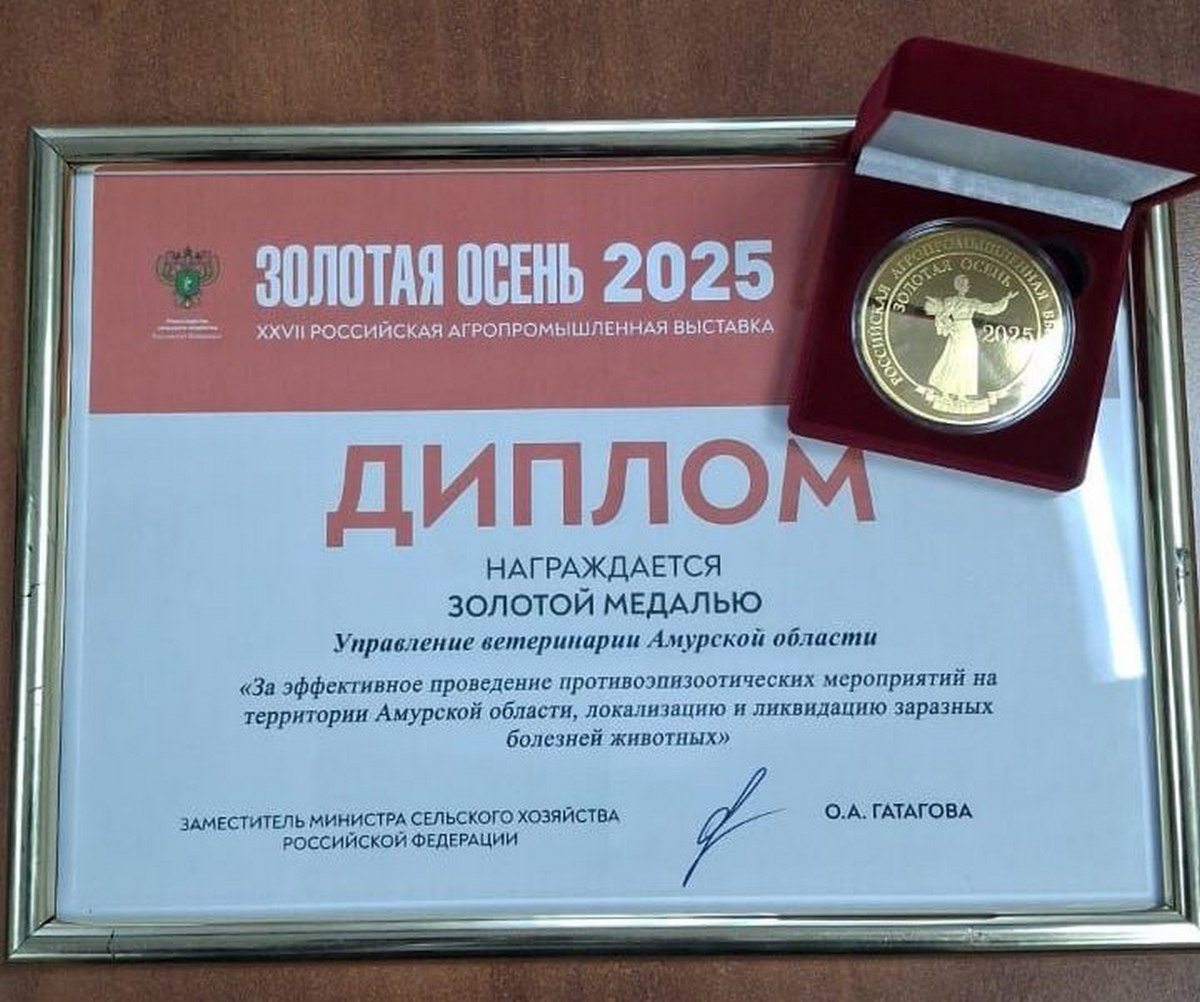 ЗОЛОТАЯ ОСЕНЬ 2025
XXVII РОССИЙСКАЯ АГРОПРОМЫШЛЕННАЯ ВЫСТАВКА
РОССИЙСКАЯ АГРОПРОМЫШЛЕННАЯ
ЗОЛОТАЯ ОСЕНЬ
2025
ДИПЛОМ
НАГРАЖДАЕТСЯ
ЗОЛОТОЙ МЕДАЛЬЮ
Управление ветеринарии Амурской области
«За эффективное проведение противоэпизоотических мероприятий на
территории Амурской области, локализацию и ликвидацию заразных
болезней животных»
ЗАМЕСТИТЕЛЬ МИНИСТРА СЕЛЬСКОГО ХОЗЯЙСТВА
РОССИЙСКОЙ ФЕДЕРАЦИИ
О.А. ГАТАГОВА